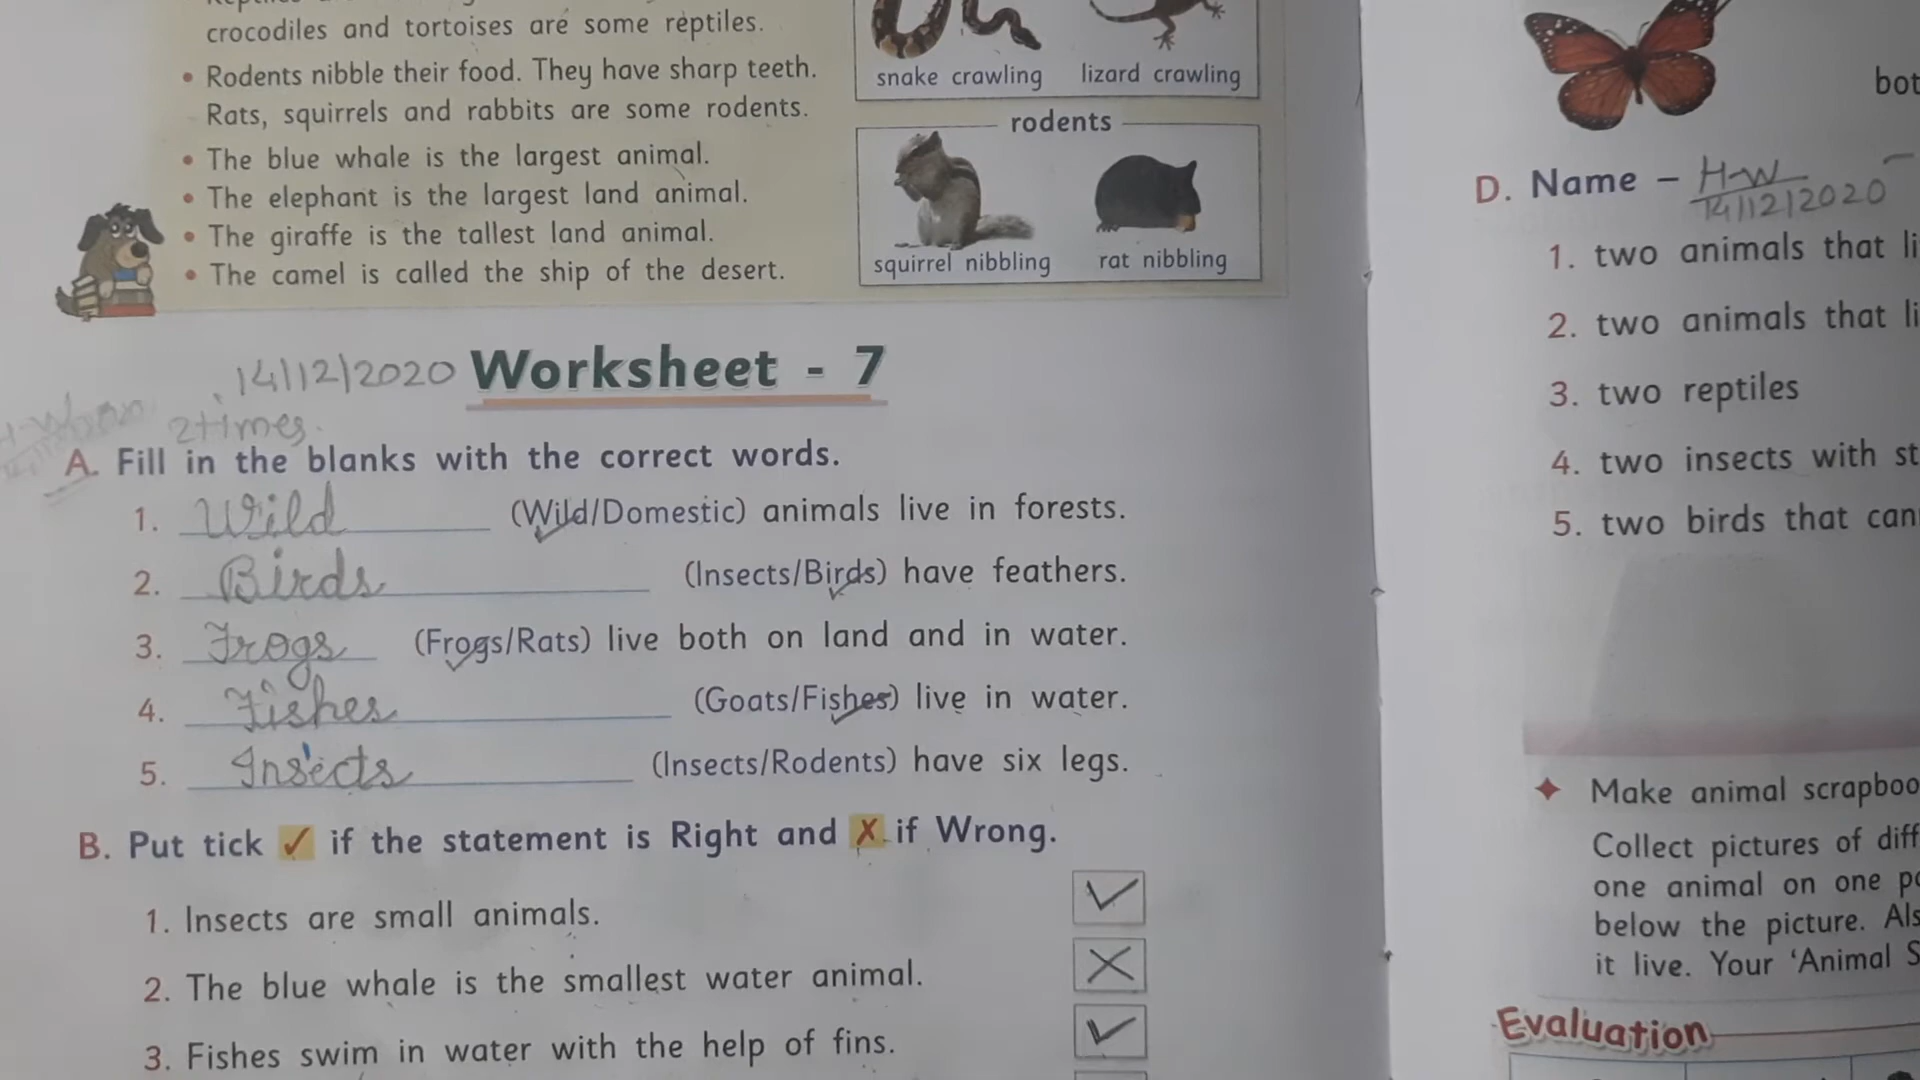 crocodiles and tortoises are some reptiles.
• Rodents nibble their food. They have sharp teeth.
Rats, squirrels and rabbits are some rodents.
• The blue whale is the largest animal.
• The elephant is the largest land animal.
• The giraffe is the tallest land animal.
• The camel is called the ship of the desert.
snake crawling lizard crawling
rodents
squirrel nibbling rat nibbling
14/12/2020 Worksheet - 7
2 times.
A. Fill in the blanks with the correct words.
1. Wild (Wild/Domestic) animals live in forests.
2. Birds (Insects/Birds) have feathers.
3. Frogs (Frogs/Rats) live both on land and in water.
4. Fishes (Goats/Fishes) live in water.
5. Insects (Insects/Rodents) have six legs.
B. Put tick ✓ if the statement is Right and ✗ if Wrong.
1. Insects are small animals. ✓
2. The blue whale is the smallest water animal. ✗
3. Fishes swim in water with the help of fins. ✓
bot
D. Name – H-W
14/12/2020
1. two animals that li
2. two animals that li
3. two reptiles
4. two insects with st
5. two birds that can
✦ Make animal scrapboo
Collect pictures of diff
one animal on one p
below the picture. Als
it live. Your 'Animal S
Evaluation